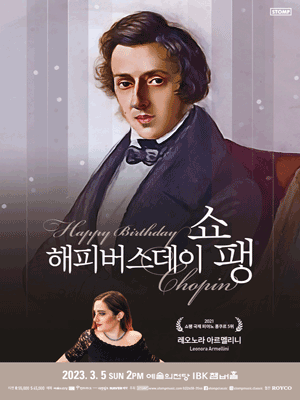 STOMP
Happy Birthday
쇼팽
해피버스데이
Chopin
2021
쇼팽 국제 피아노 콩쿠르 5위
레오노라 아르멜리니
Leonora Armellini
2023. 3. 5 SUN 2PM 예술의전당 IBK챔버홀
BOYCO